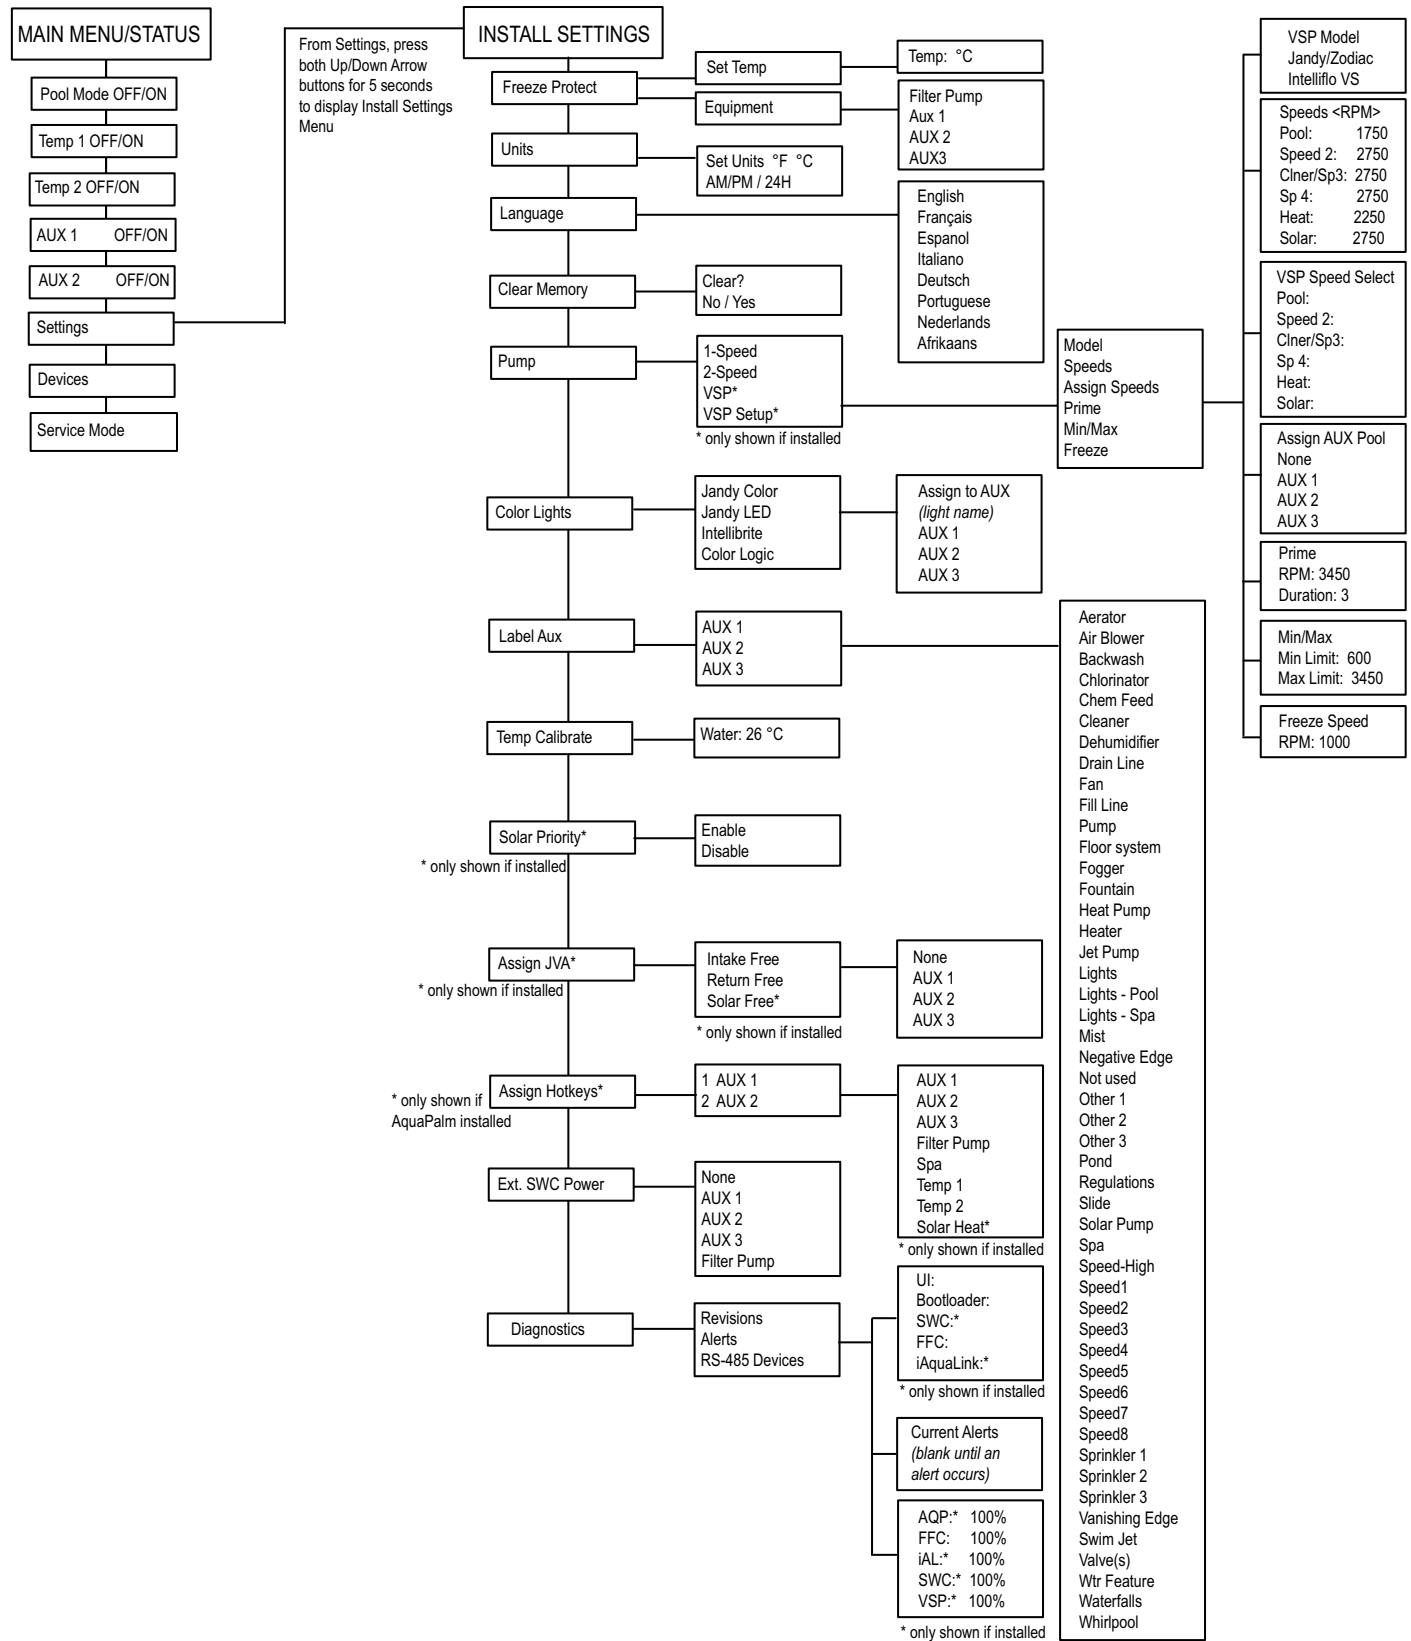 MAIN MENU/STATUS
Pool Mode OFF/ON
Temp 1 OFF/ON
Temp 2 OFF/ON
AUX 1 OFF/ON
AUX 2 OFF/ON
Settings
Devices
Service Mode
From Settings, press
both Up/Down Arrow
buttons for 5 seconds
to display Install Settings
Menu
INSTALL SETTINGS
Freeze Protect
Set Temp
Temp: °C
Equipment
Filter Pump
Aux 1
AUX 2
AUX3
Units
Set Units °F °C
AM/PM / 24H
Language
English
Français
Espanol
Italiano
Deutsch
Portuguese
Nederlands
Afrikaans
Clear Memory
Clear?
No / Yes
Pump
1-Speed
2-Speed
VSP*
VSP Setup*
* only shown if installed
Model
Speeds
Assign Speeds
Prime
Min/Max
Freeze
VSP Model
Jandy/Zodiac
Intelliflo VS
Speeds <RPM>
Pool: 1750
Speed 2: 2750
Clner/Sp3: 2750
Sp 4: 2750
Heat: 2250
Solar: 2750
VSP Speed Select
Pool:
Speed 2:
Clner/Sp3:
Sp 4:
Heat:
Solar:
Assign AUX Pool
None
AUX 1
AUX 2
AUX 3
Prime
RPM: 3450
Duration: 3
Min/Max
Min Limit: 600
Max Limit: 3450
Freeze Speed
RPM: 1000
Color Lights
Jandy Color
Jandy LED
Intellibrite
Color Logic
Assign to AUX
(light name)
AUX 1
AUX 2
AUX 3
Label Aux
AUX 1
AUX 2
AUX 3
Aerator
Air Blower
Backwash
Chlorinator
Chem Feed
Cleaner
Dehumidifier
Drain Line
Fan
Fill Line
Pump
Floor system
Fogger
Fountain
Heat Pump
Heater
Jet Pump
Lights
Lights - Pool
Lights - Spa
Mist
Negative Edge
Not used
Other 1
Other 2
Other 3
Pond
Regulations
Slide
Solar Pump
Spa
Speed-High
Speed1
Speed2
Speed3
Speed4
Speed5
Speed6
Speed7
Speed8
Sprinkler 1
Sprinkler 2
Sprinkler 3
Vanishing Edge
Swim Jet
Valve(s)
Wtr Feature
Waterfalls
Whirlpool
Temp Calibrate
Water: 26 °C
Solar Priority*
* only shown if installed
Enable
Disable
Assign JVA*
* only shown if installed
Intake Free
Return Free
Solar Free*
* only shown if installed
None
AUX 1
AUX 2
AUX 3
Assign Hotkeys*
* only shown if
AquaPalm installed
1 AUX 1
2 AUX 2
AUX 1
AUX 2
AUX 3
Filter Pump
Spa
Temp 1
Temp 2
Solar Heat*
* only shown if installed
Ext. SWC Power
None
AUX 1
AUX 2
AUX 3
Filter Pump
Diagnostics
Revisions
Alerts
RS-485 Devices
UI:
Bootloader:
SWC:*
FFC:
iAquaLink:*
* only shown if installed
Current Alerts
(blank until an
alert occurs)
AQP:* 100%
FFC: 100%
iAL:* 100%
SWC:* 100%
VSP:* 100%
* only shown if installed